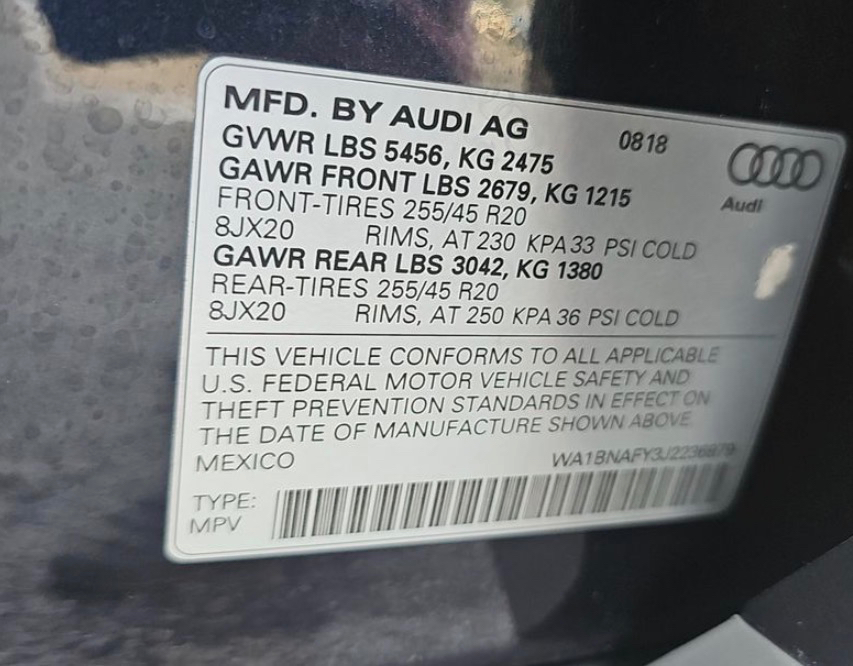 MFD. BY AUDI AG 0818
GVWR LBS 5456, KG 2475
GAWR FRONT LBS 2679, KG 1215
Audi
FRONT-TIRES 255/45 R20
8JX20 RIMS, AT 230 KPA 33 PSI COLD
GAWR REAR LBS 3042, KG 1380
REAR-TIRES 255/45 R20
8JX20 RIMS, AT 250 KPA 36 PSI COLD
THIS VEHICLE CONFORMS TO ALL APPLICABLE
U.S. FEDERAL MOTOR VEHICLE SAFETY AND
THEFT PREVENTION STANDARDS IN EFFECT ON
THE DATE OF MANUFACTURE SHOWN ABOVE
MEXICO
TYPE:
MPV